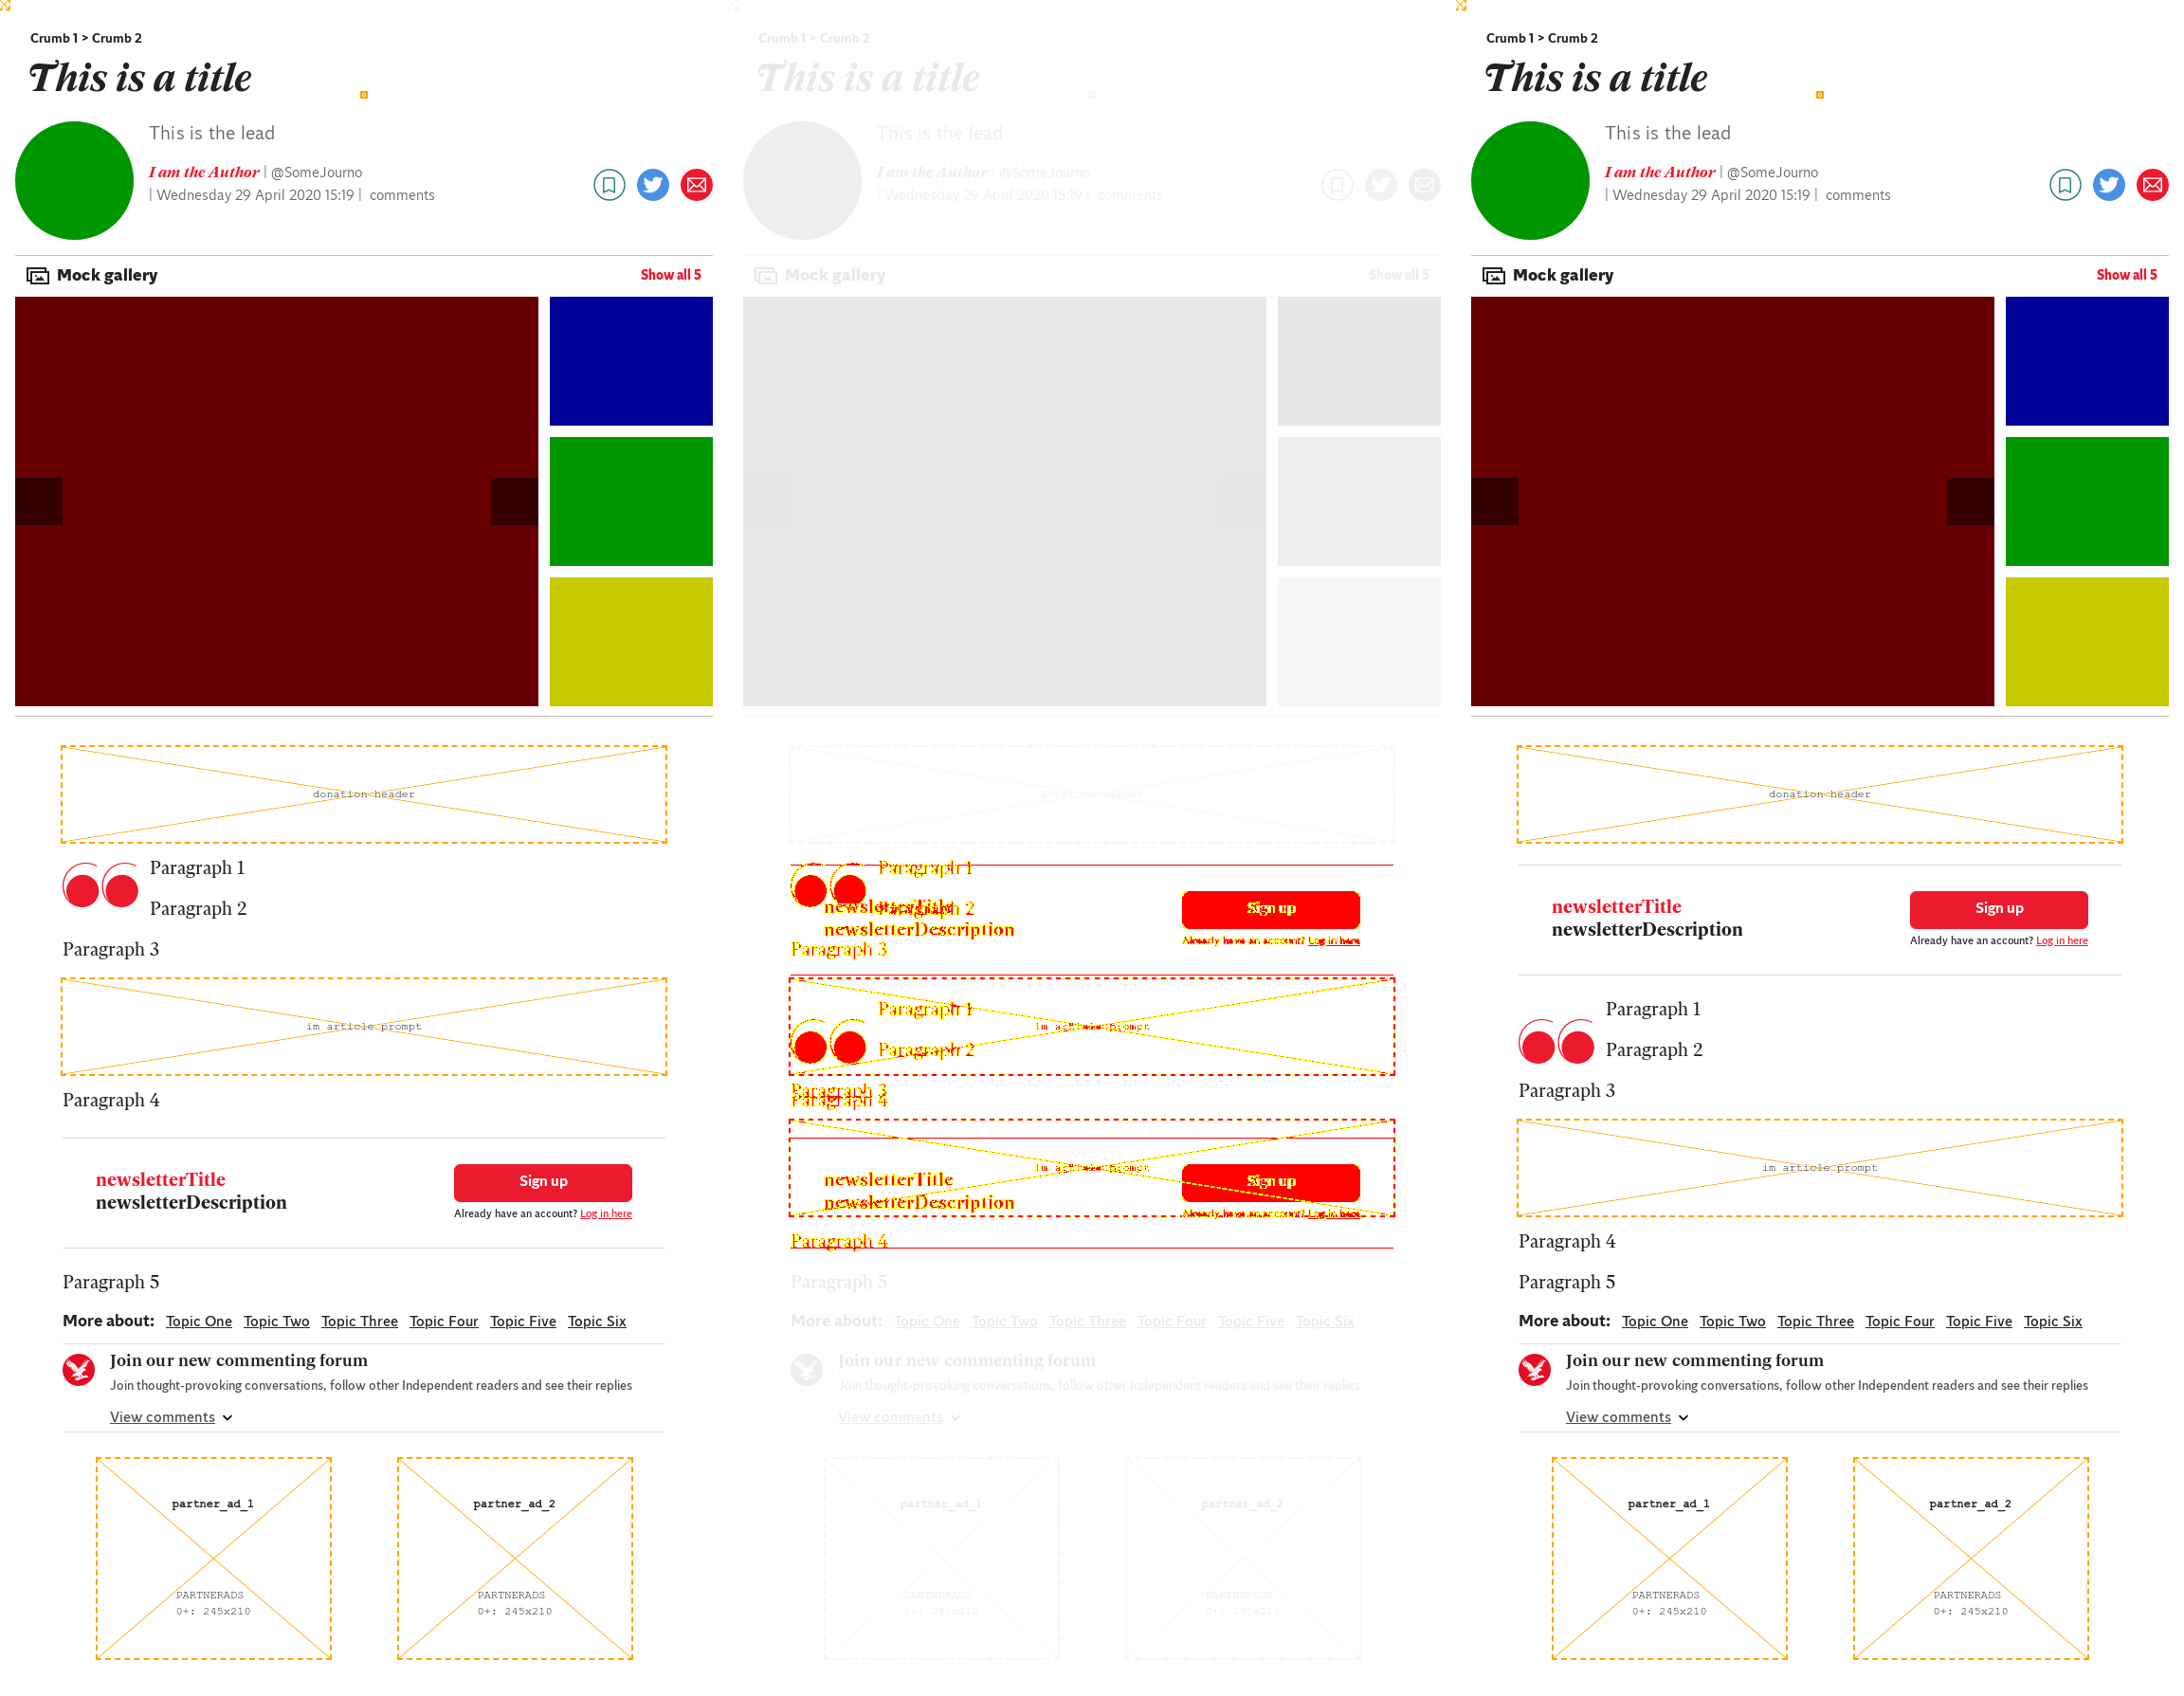 Crumb 1 > Crumb 2
This is a title
This is the lead
I am the Author | @SomeJourno
| Wednesday 29 April 2020 15:19 | comments
Mock gallery
Show all 5
donation header
Paragraph 1
Paragraph 2
Paragraph 3
im article prompt
Paragraph 4
newsletterTitle
newsletterDescription
Sign up
Already have an account? Log in here
Paragraph 5
More about: Topic One Topic Two Topic Three Topic Four Topic Five Topic Six
Join our new commenting forum
Join thought-provoking conversations, follow other Independent readers and see their replies
View comments
partner_ad_1
PARTNERADS
0+: 245x210
partner_ad_2
PARTNERADS
0+: 245x210
Crumb 1 > Crumb 2
This is a title
This is the lead
I am the Author | @SomeJourno
| Wednesday 29 April 2020 15:19 | comments
Mock gallery
Show all 5
donation header
Paragraph 1
newsletterTitle
Paragraph 2
newsletterDescription
Sign up
Already have an account? Log in here
Paragraph 3
Paragraph 1
im article prompt
Paragraph 2
Paragraph 3
Paragraph 4
im article prompt
newsletterTitle
newsletterDescription
Sign up
Already have an account? Log in here
Paragraph 4
Paragraph 5
More about: Topic One Topic Two Topic Three Topic Four Topic Five Topic Six
Join our new commenting forum
Join thought-provoking conversations, follow other Independent readers and see their replies
View comments
partner_ad_1
PARTNERADS
0+: 245x210
partner_ad_2
PARTNERADS
0+: 245x210
Crumb 1 > Crumb 2
This is a title
This is the lead
I am the Author | @SomeJourno
| Wednesday 29 April 2020 15:19 | comments
Mock gallery
Show all 5
donation header
newsletterTitle
newsletterDescription
Sign up
Already have an account? Log in here
Paragraph 1
Paragraph 2
Paragraph 3
im article prompt
Paragraph 4
Paragraph 5
More about: Topic One Topic Two Topic Three Topic Four Topic Five Topic Six
Join our new commenting forum
Join thought-provoking conversations, follow other Independent readers and see their replies
View comments
partner_ad_1
PARTNERADS
0+: 245x210
partner_ad_2
PARTNERADS
0+: 245x210